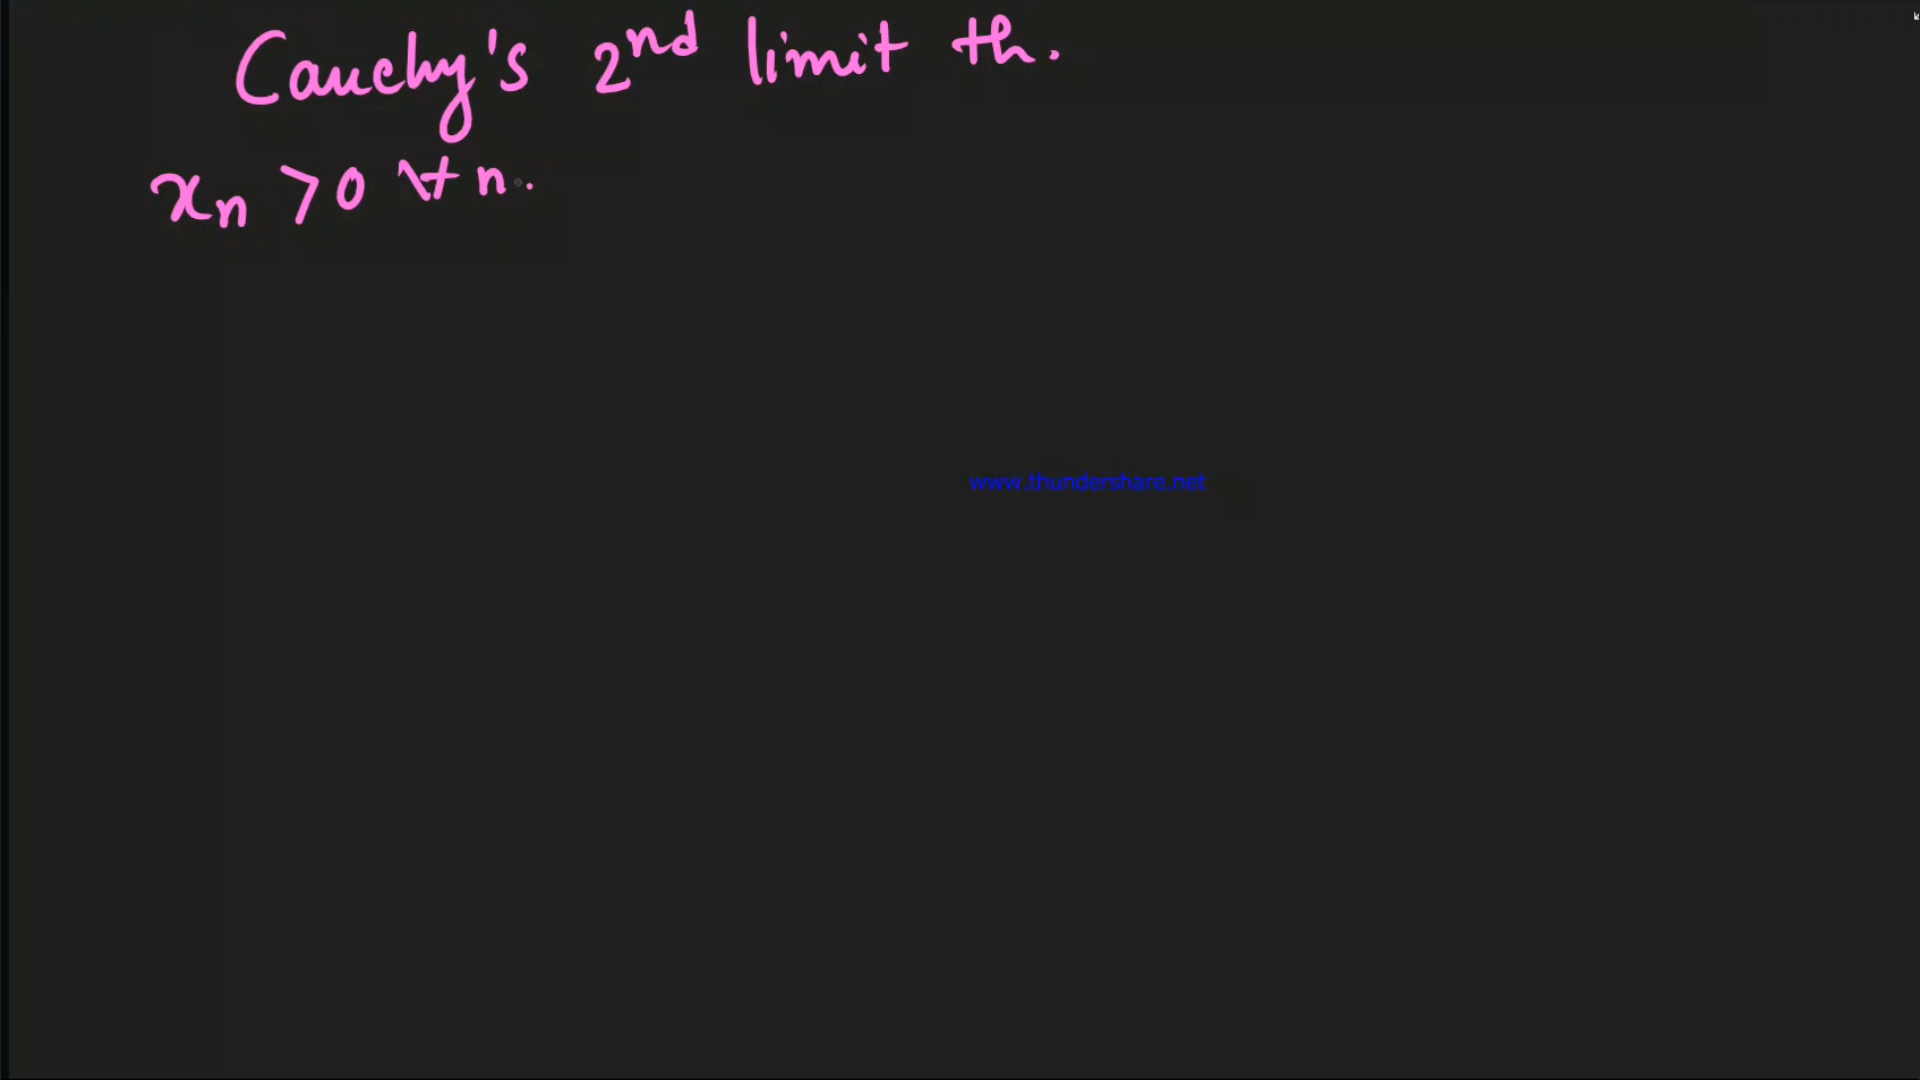 Cauchy's 2nd limit th.
xn > 0 ∀ n.
www.thundershare.net